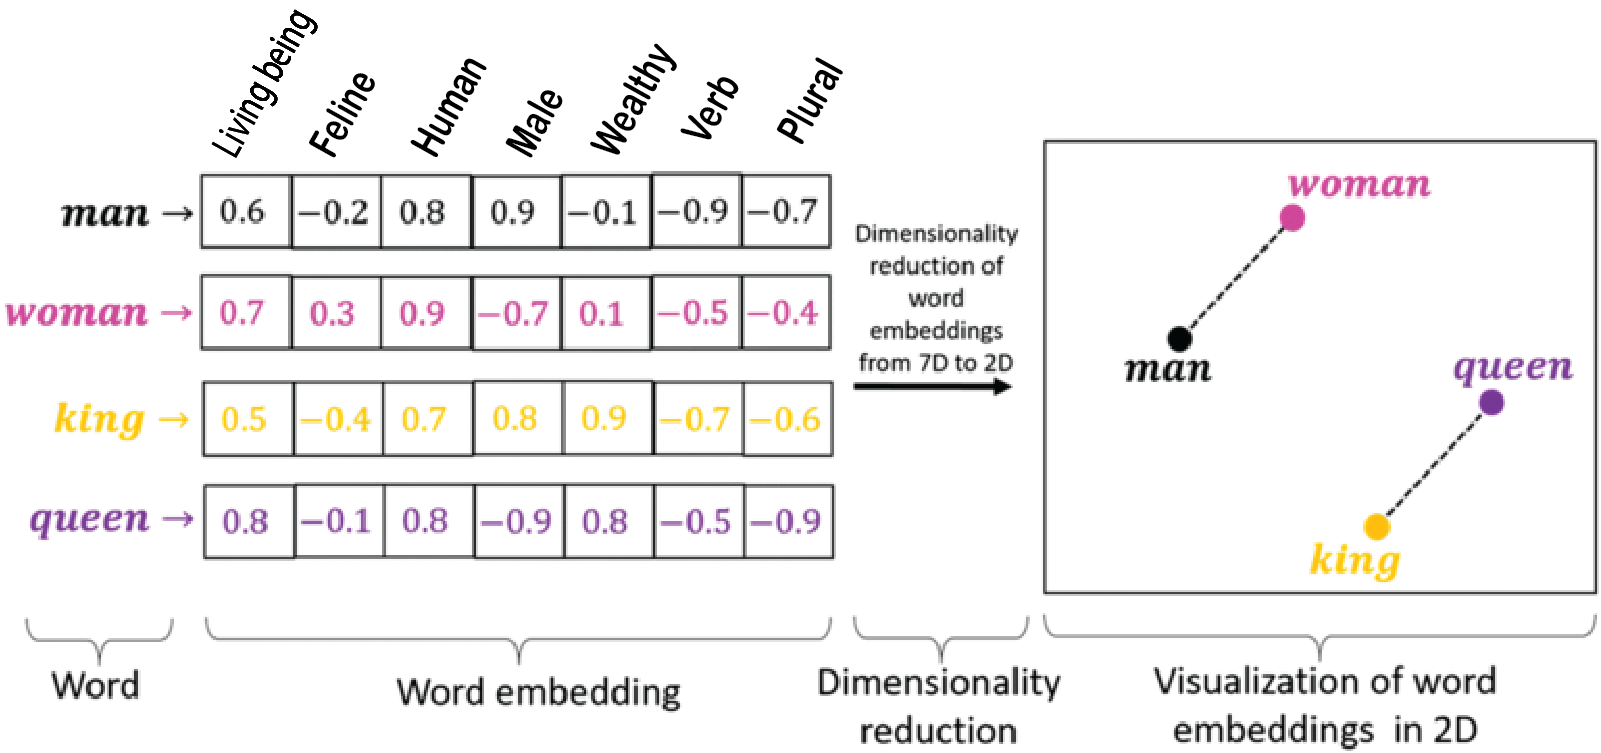 Living being Feline Human Male Wealthy Verb Plural
man → 0.6 −0.2 0.8 0.9 −0.1 −0.9 −0.7
woman → 0.7 0.3 0.9 −0.7 0.1 −0.5 −0.4
king → 0.5 −0.4 0.7 0.8 0.9 −0.7 −0.6
queen → 0.8 −0.1 0.8 −0.9 0.8 −0.5 −0.9
Dimensionality
reduction of
word
embeddings
from 7D to 2D
woman
man
queen
king
Word
Word embedding
Dimensionality
reduction
Visualization of word
embeddings in 2D